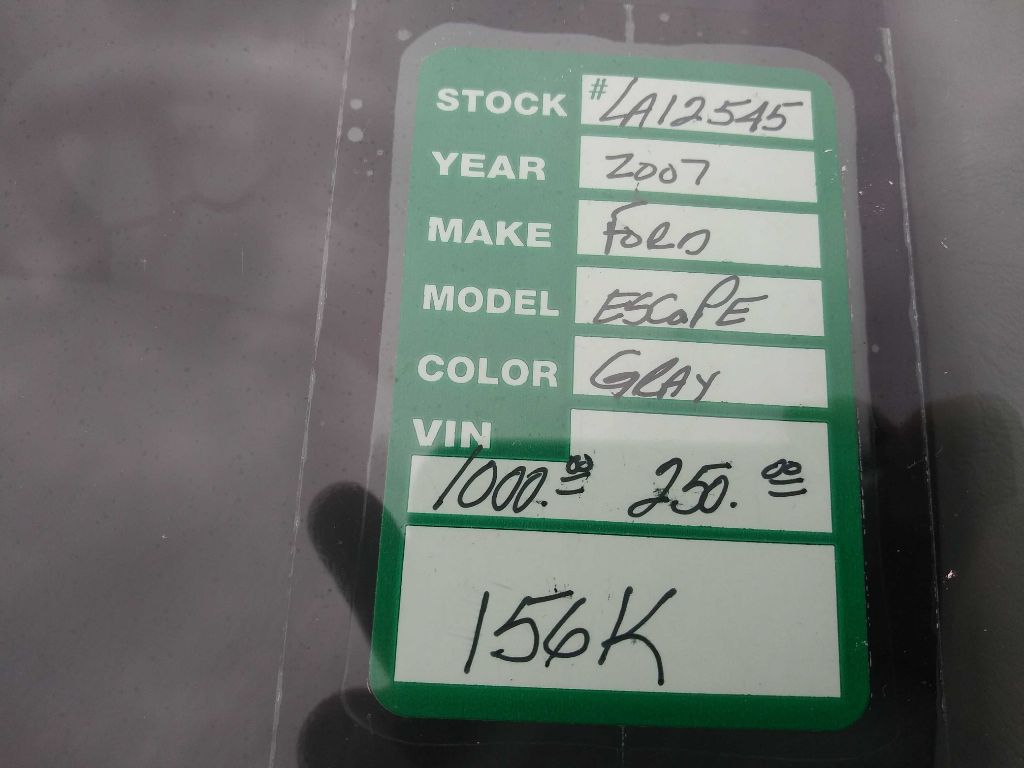 STOCK # LA12545
YEAR 2007
MAKE FORD
MODEL ESCaPE
COLOR GRAY
VIN
1000.00 250.00
156K